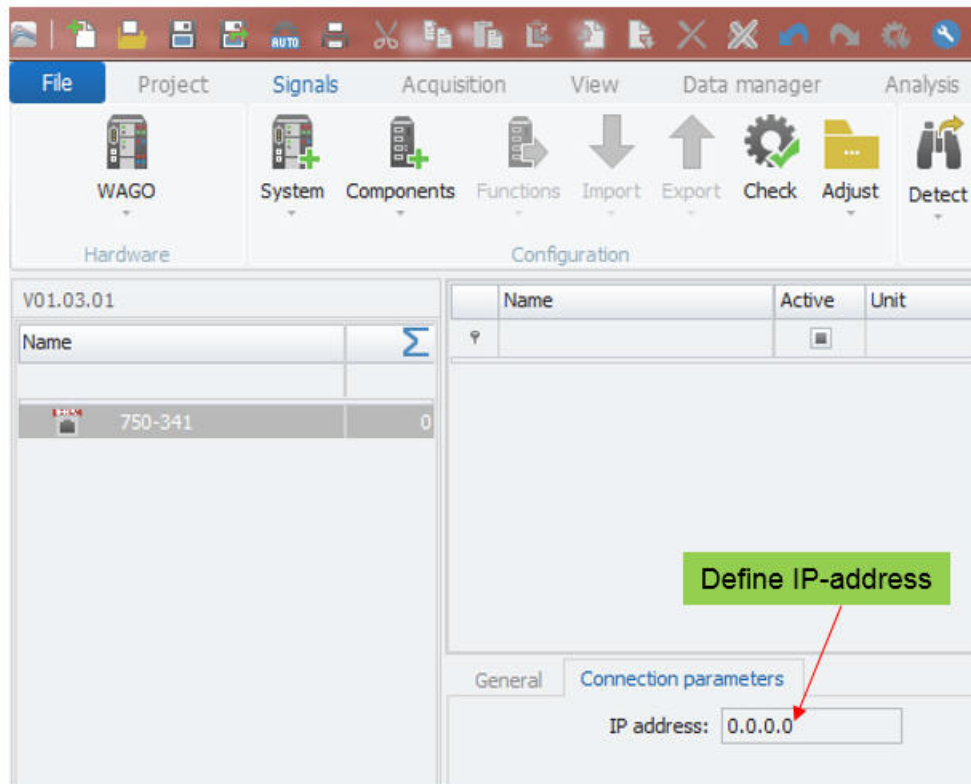 AUTO
File Project Signals Acquisition View Data manager Analysis
WAGO System Components Functions Import Export Check Adjust Detect
Hardware Configuration
V01.03.01
Name
750-341 0
Name Active Unit
Define IP-address
General Connection parameters
IP address: 0.0.0.0